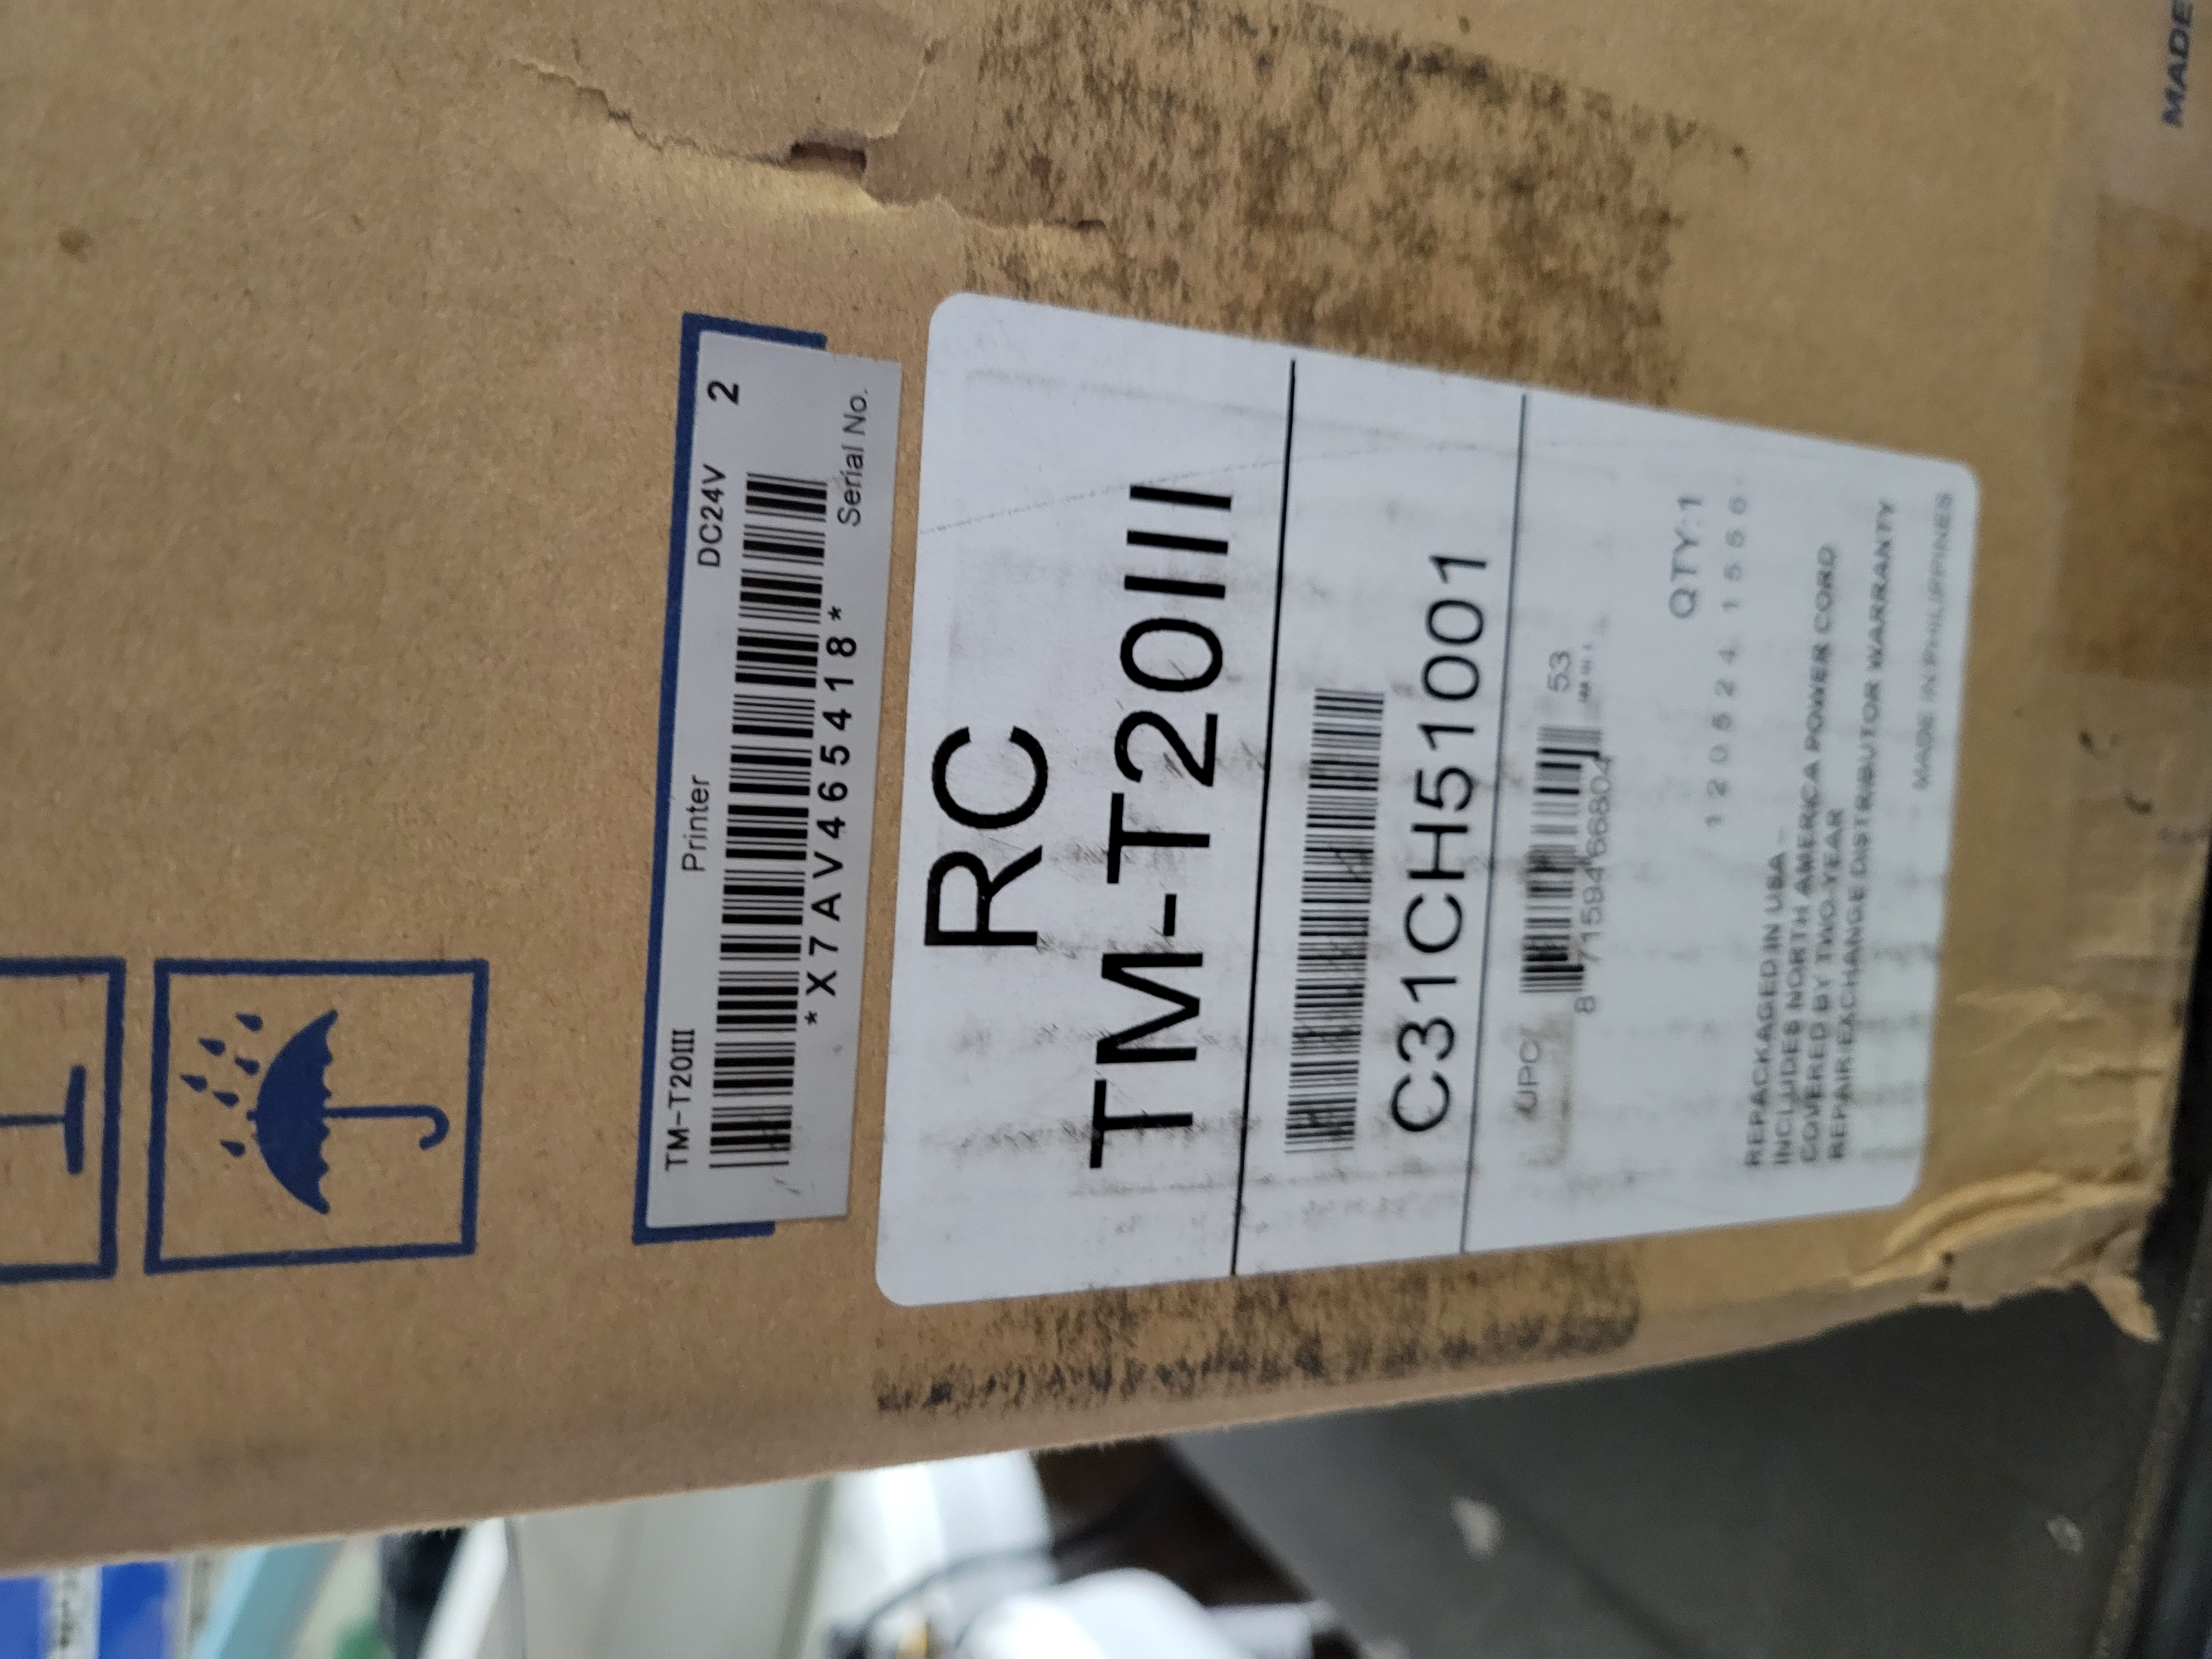 TM-T20III Printer DC24V 2
*X7AV465418*
Serial No.
RC
TM-T20III
C31CH51001
UPC
53
QTY:1
REPACKAGED IN USA -
INCLUDES NORTH AMERICA POWER CORD
COVERED BY TWO-YEAR
REPAIR/EXCHANGE DISTRIBUTOR WARRANTY
MADE IN PHILIPPINES
MADE